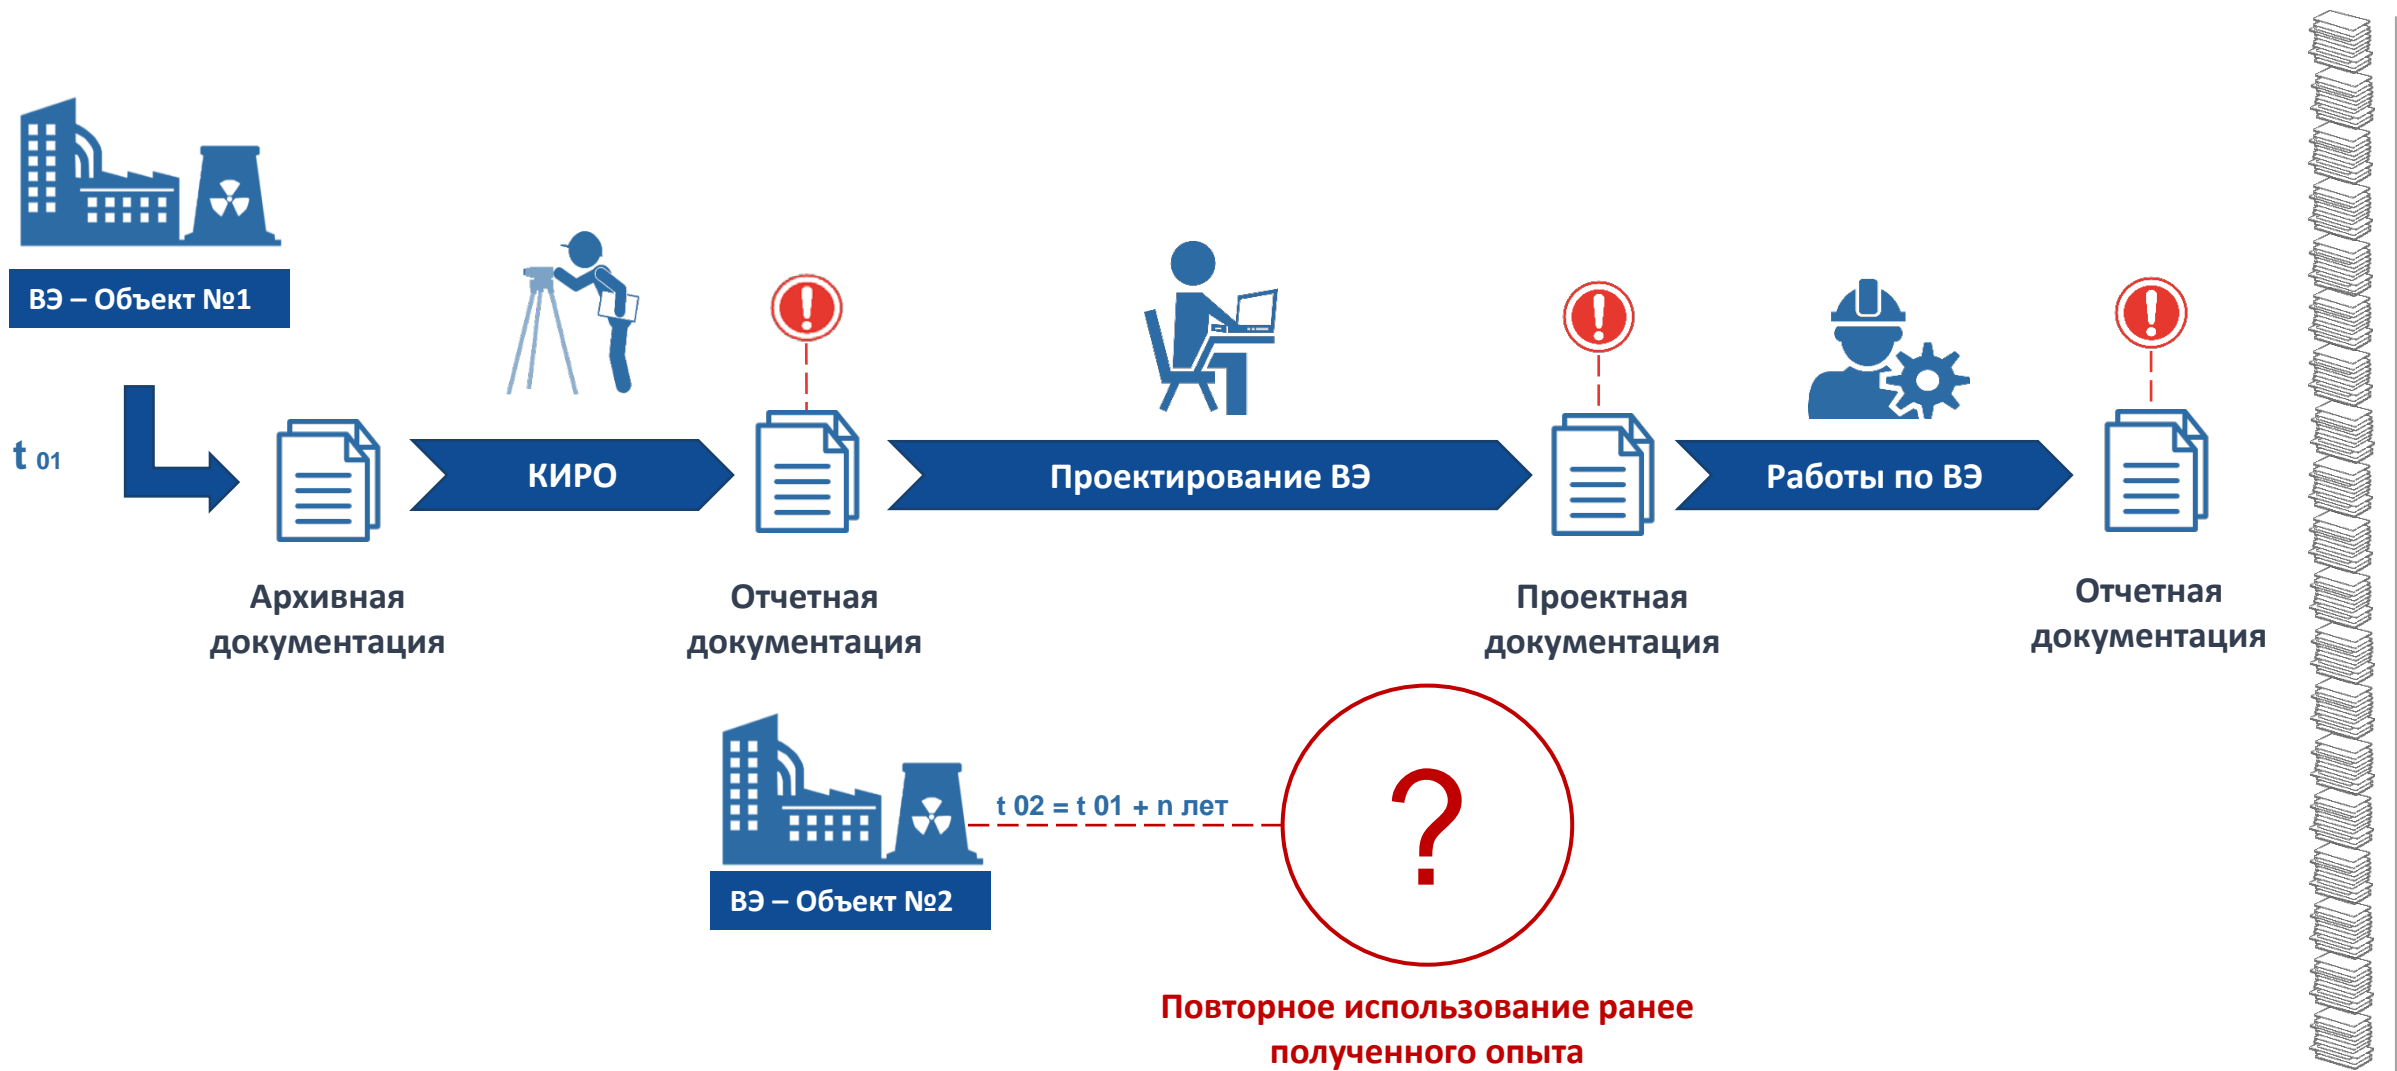 ВЭ – Объект №1
t 01
КИРО
Проектирование ВЭ
Работы по ВЭ
Архивная
документация
Отчетная
документация
Проектная
документация
Отчетная
документация
ВЭ – Объект №2
t 02 = t 01 + n лет
?
Повторное использование ранее
полученного опыта